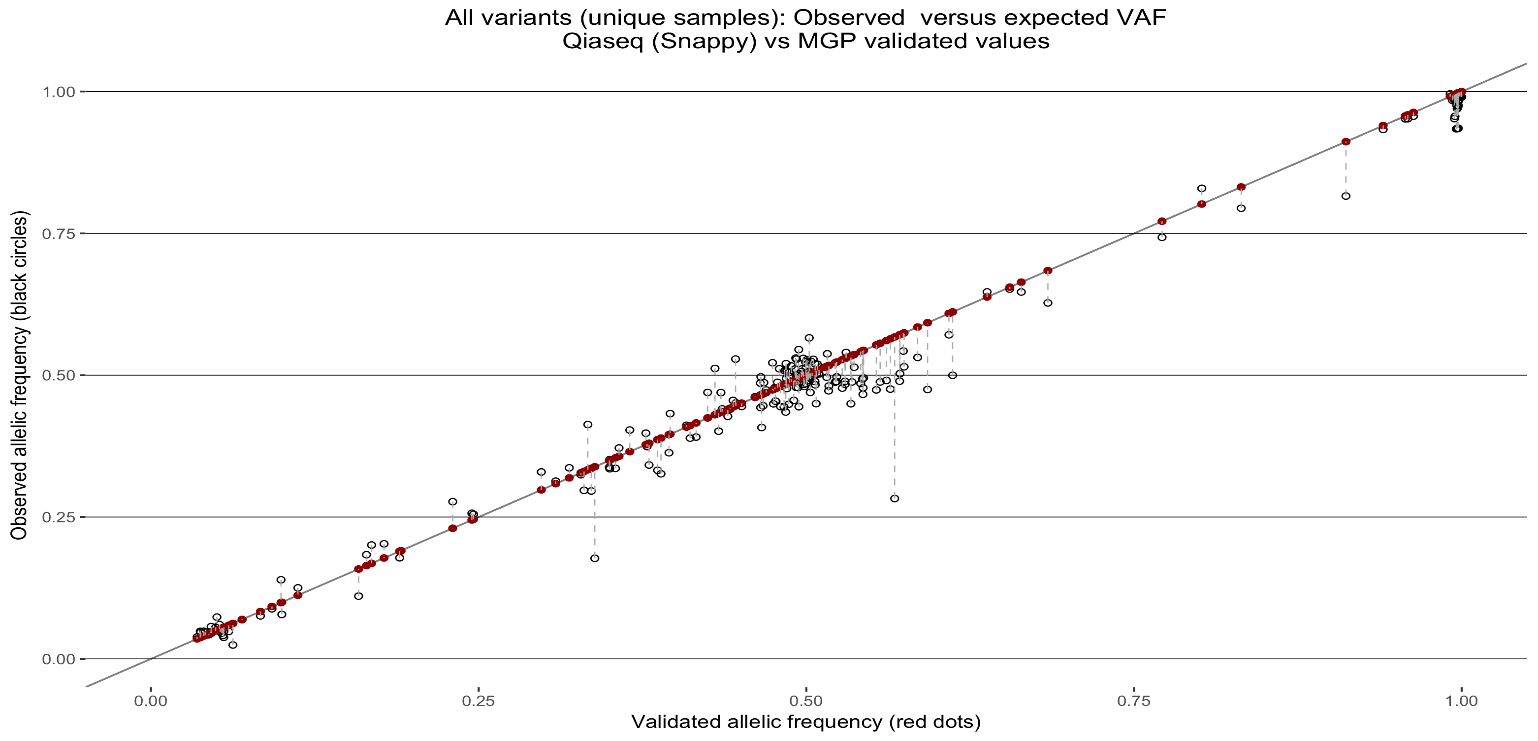 All variants (unique samples): Observed  versus expected VAF
Qiaseq (Snappy) vs MGP validated values
Observed allelic frequency (black circles)
1.00
0.75
0.50
0.25
0.00
0.00 0.25 0.50 0.75 1.00
Validated allelic frequency (red dots)